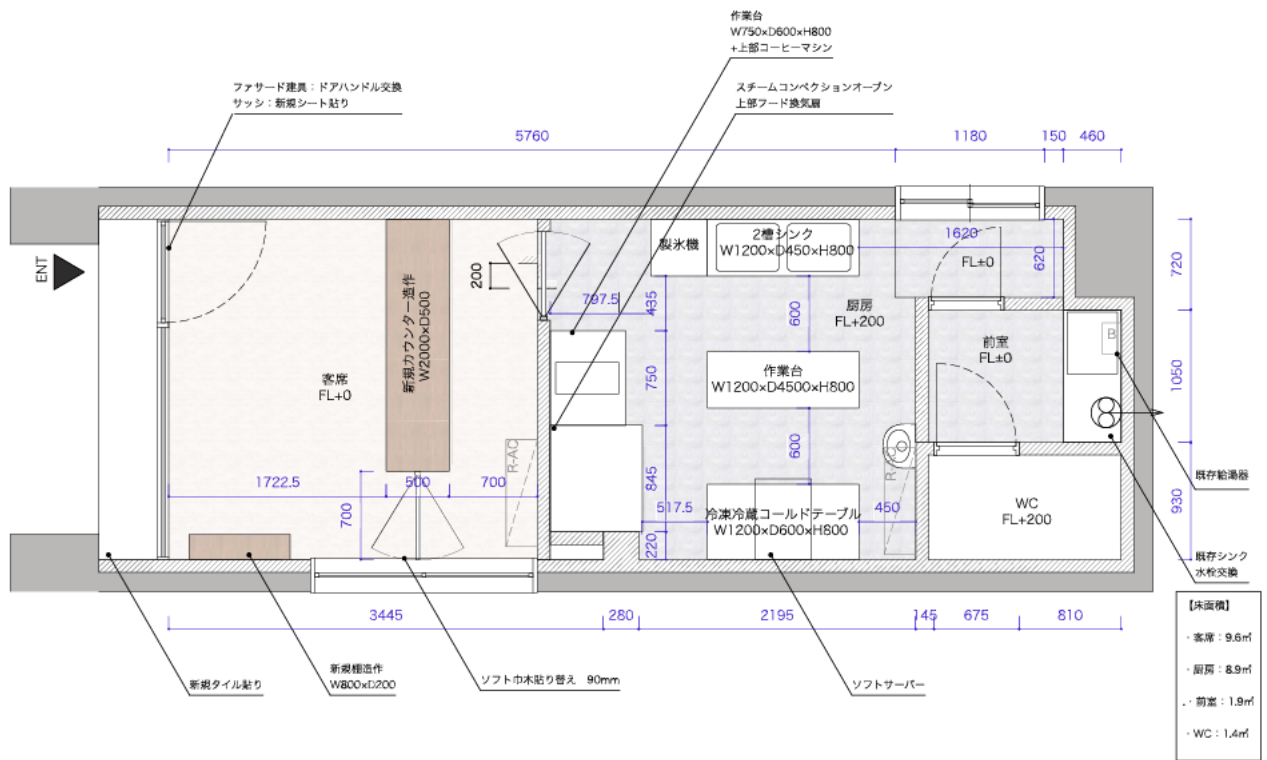 作業台
W750×D600×H800
+上部コーヒーマシン
ファサード建具：ドアハンドル交換
サッシ：新規シート貼り
スチームコンベクションオーブン
上部フード換気扇
5760
1180
150
460
ENT
製氷機
2槽シンク
W1200×D450×H800
1620
FL±0
620
720
200
797.5
435
600
厨房
FL+200
新規カウンター造作
W2000×D500
客席
FL+0
750
作業台
W1200×D4500×H800
前室
FL±0
B
1050
R-AC
600
R-AC
1722.5
500
700
700
845
517.5
冷凍冷蔵コールドテーブル
W1200×D600×H800
450
220
WC
FL+200
930
既存給湯器
既存シンク
水栓交換
3445
280
2195
145
675
810
新規タイル貼り
新規棚造作
W800×D200
ソフト巾木貼り替え　90mm
ソフトサーバー
【床面積】
・客席：9.6㎡
・厨房：8.9㎡
.・前室：1.9㎡
・WC：1.4㎡